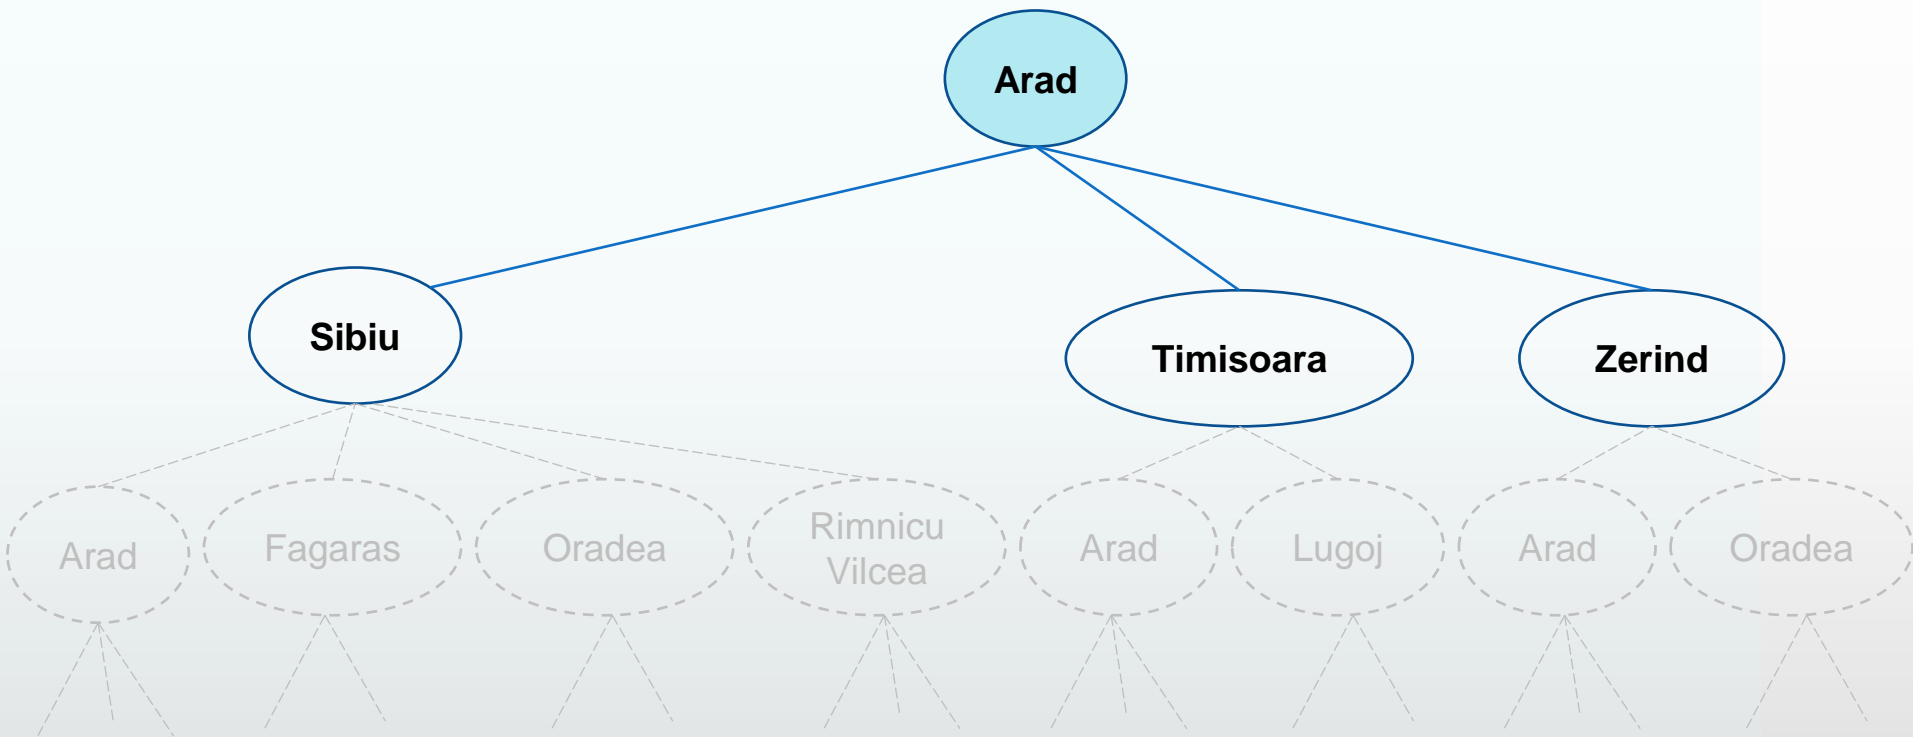 Arad
Sibiu
Timisoara
Zerind
Arad
Fagaras
Oradea
Rimnicu
Vilcea
Arad
Lugoj
Arad
Oradea